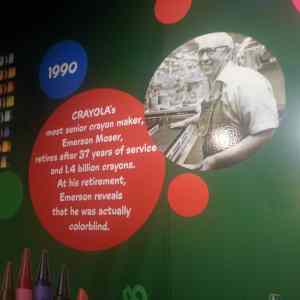 1990
CRAYOLA's
most senior crayon maker,
Emerson Moser,
retires after 37 years of service
and 1.4 billion crayons.
At his retirement,
Emerson reveals
that he was actually
colorblind.